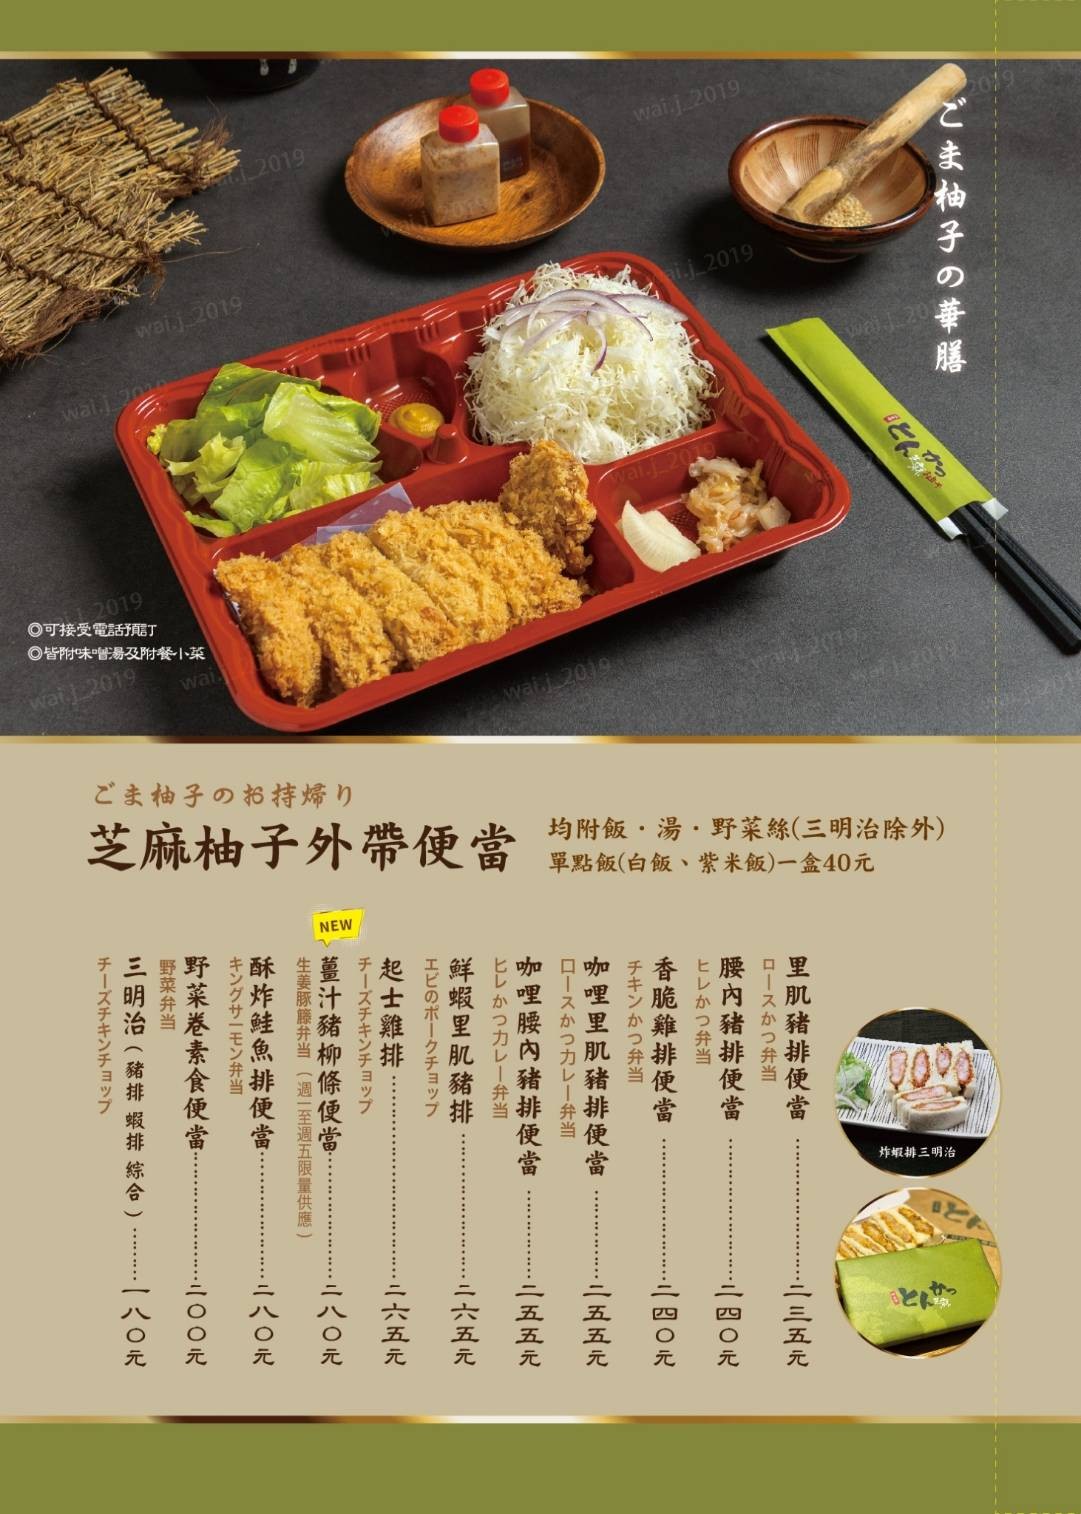 ごま柚子の華膳
◎可接受電話預訂
◎皆附味噌湯及附餐小菜
ごま柚子のお持帰り
芝麻柚子外帶便當
均附飯・湯・野菜絲(三明治除外)
單點飯(白飯、紫米飯)一盒40元
里肌豬排便當 二三五元
ロースかつ弁当
腰內豬排便當 二四〇元
ヒレかつ弁当
香脆雞排便當 二四〇元
チキンかつ弁当
咖哩里肌豬排便當 二五五元
ロースかつカレー弁当
咖哩腰內豬排便當 二五五元
ヒレかつカレー弁当
鮮蝦里肌豬排 二六五元
エビのポークチョップ
起士雞排 二六五元
チーズチキンチョップ
NEW
薑汁豬柳條便當 二八〇元
生姜豚籐弁当(週一至週五限量供應)
酥炸鮭魚排便當 二八〇元
キングサーモン弁当
野菜卷素食便當 二〇〇元
野菜弁当
三明治(豬排 蝦排 綜合) 一八〇元
チーズチキンチョップ
炸蝦排三明治
とんかつ
とんかつ
wai.j_2019